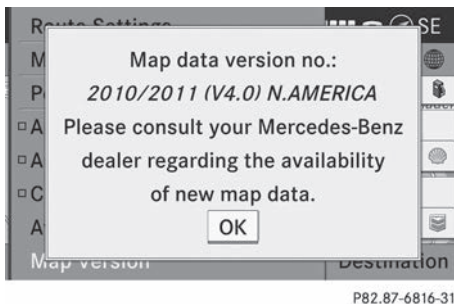 Route Settings
SE
Map data version no.:
2010/2011 (V4.0) N.AMERICA
Please consult your Mercedes-Benz
dealer regarding the availability
of new map data.
OK
Map Version
Destination
P82.87-6816-31